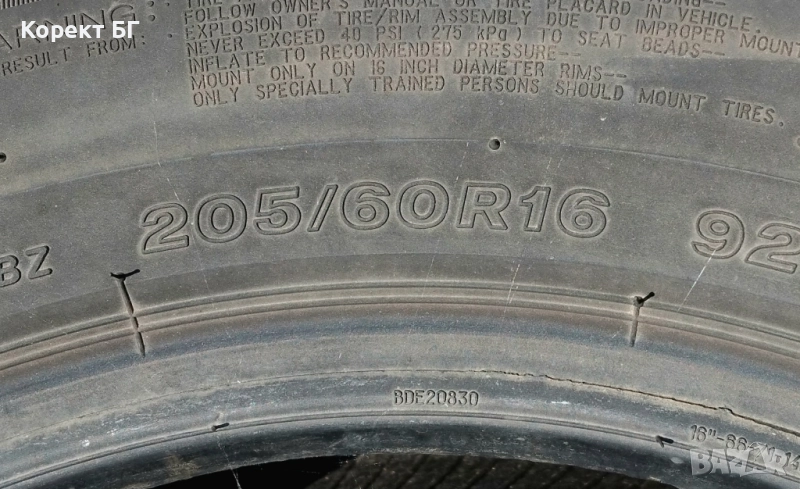 Корект БГ
FOLLOW OWNER'S MANUAL OR TIRE PLACARD IN VEHICLE.
EXPLOSION OF TIRE/RIM ASSEMBLY DUE TO IMPROPER MOUNT
RESULT FROM:
NEVER EXCEED 40 PSI (275 kPa) TO SEAT BEADS--
INFLATE TO RECOMMENDED PRESSURE--
MOUNT ONLY ON 16 INCH DIAMETER RIMS--
ONLY SPECIALLY TRAINED PERSONS SHOULD MOUNT TIRES.
BZ
205/60R16
92
BDE20830
BAZAR